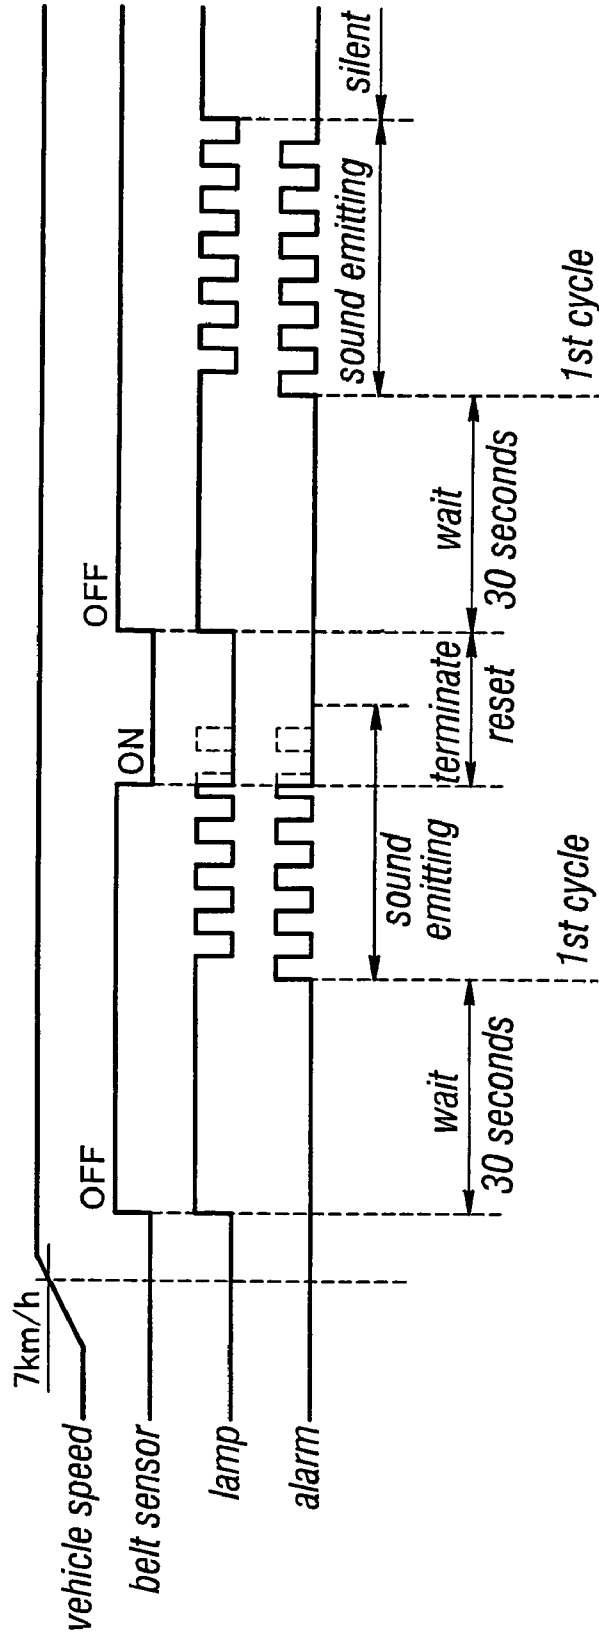 7km/h
vehicle speed
belt sensor
lamp
alarm
OFF
ON
OFF
wait
30 seconds
sound
emitting
terminate
reset
wait
30 seconds
sound emitting
silent
1st cycle
1st cycle